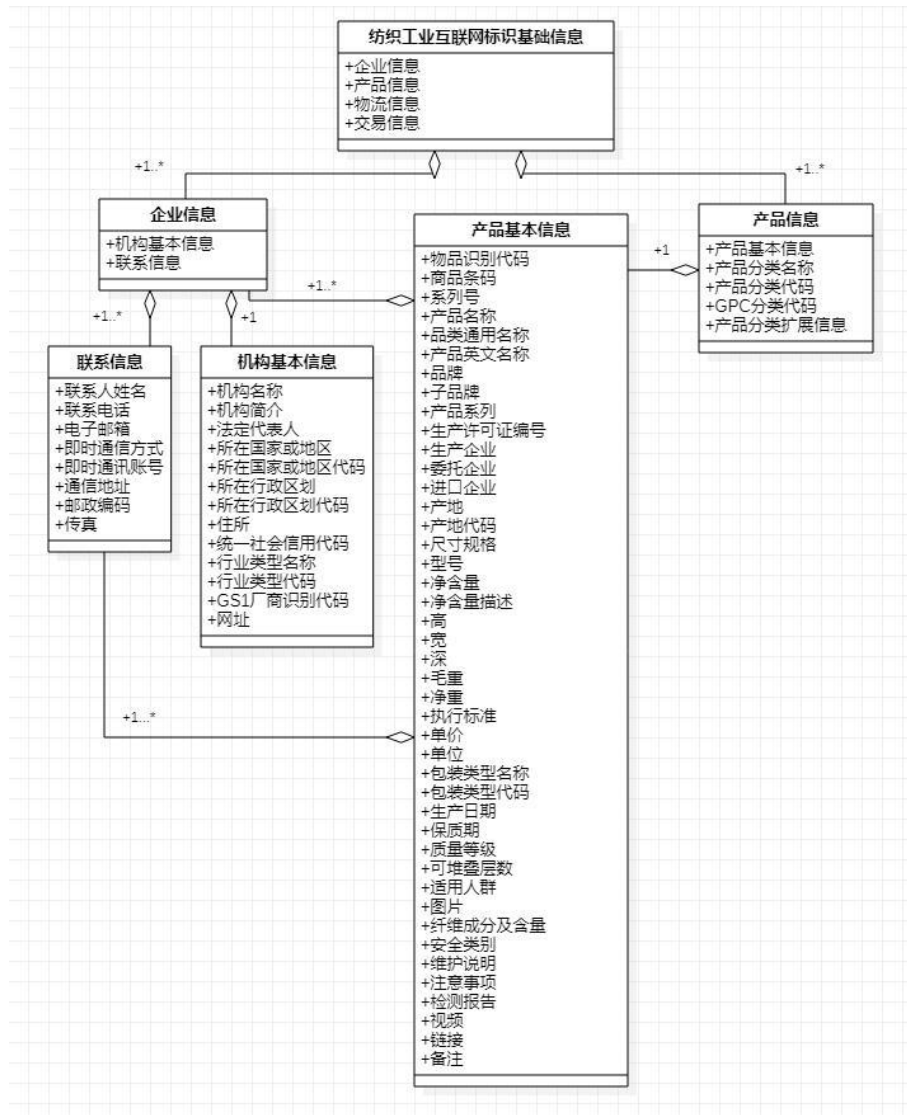 纺织工业互联网标识基础信息
+企业信息
+产品信息
+物流信息
+交易信息
+1..*
+1..*
企业信息
+机构基本信息
+联系信息
产品信息
+产品基本信息
+产品分类名称
+产品分类代码
+GPC分类代码
+产品分类扩展信息
+1
+1..*
+1..*
+1
联系信息
+联系人姓名
+联系电话
+电子邮箱
+即时通信方式
+即时通讯账号
+通信地址
+邮政编码
+传真
机构基本信息
+机构名称
+机构简介
+法定代表人
+所在国家或地区
+所在国家或地区代码
+所在行政区划
+所在行政区划代码
+住所
+统一社会信用代码
+行业类型名称
+行业类型代码
+GS1厂商识别代码
+网址
+1...*
产品基本信息
+物品识别代码
+商品条码
+系列号
+产品名称
+品类通用名称
+产品英文名称
+品牌
+子品牌
+产品系列
+生产许可证编号
+生产企业
+委托企业
+进口企业
+产地
+产地代码
+尺寸规格
+型号
+净含量
+净含量描述
+高
+宽
+深
+毛重
+净重
+执行标准
+单价
+单位
+包装类型名称
+包装类型代码
+生产日期
+保质期
+质量等级
+可堆叠层数
+适用人群
+图片
+纤维成分及含量
+安全类别
+维护说明
+注意事项
+检测报告
+视频
+链接
+备注